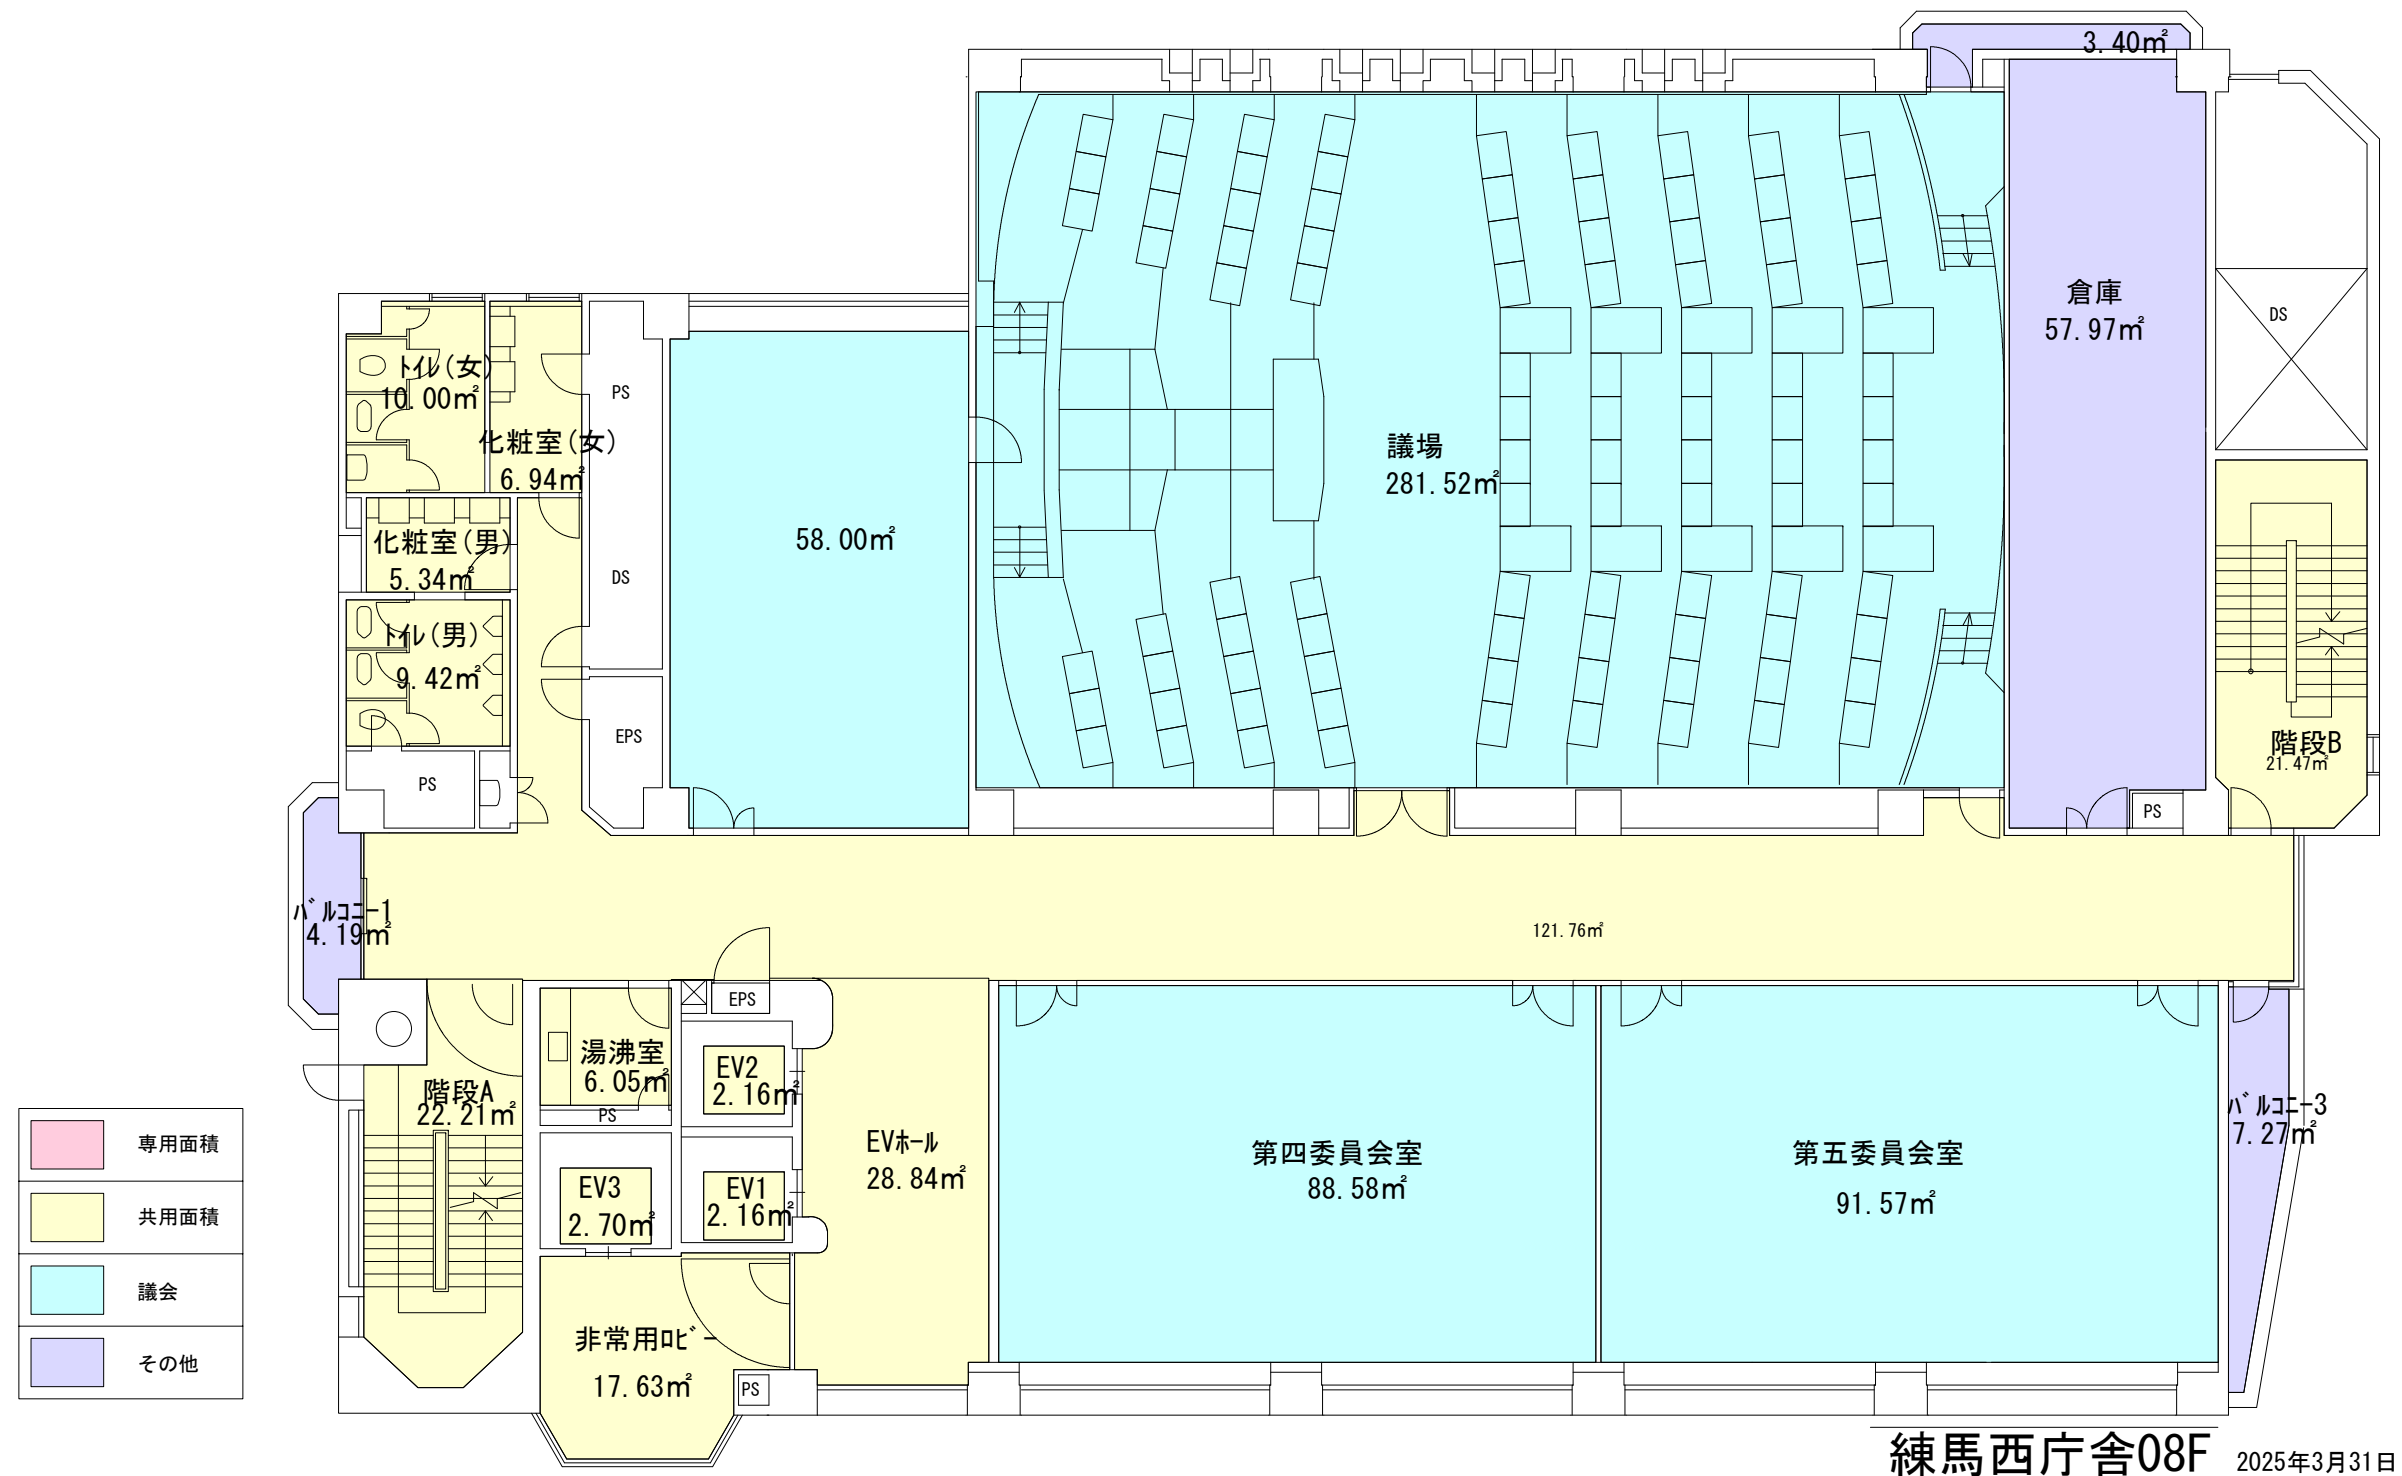 3.40㎡
倉庫
57.97㎡
DS
ﾄｲﾚ(女)
10.00㎡
PS
化粧室(女)
6.94㎡
議場
281.52㎡
58.00㎡
化粧室(男)
5.34㎡
DS
ﾄｲﾚ(男)
9.42㎡
EPS
階段B
21.47㎡
PS
PS
ﾊﾞﾙｺﾆｰ1
4.19㎡
121.76㎡
EPS
湯沸室
6.05㎡
PS
EV2
2.16㎡
階段A
22.21㎡
EVﾎｰﾙ
28.84㎡
第四委員会室
88.58㎡
第五委員会室
91.57㎡
ﾊﾞﾙｺﾆｰ3
7.27㎡
EV3
2.70㎡
EV1
2.16㎡
非常用ﾛﾋﾞｰ
17.63㎡
PS
専用面積
共用面積
議会
その他
練馬西庁舎08F
2025年3月31日